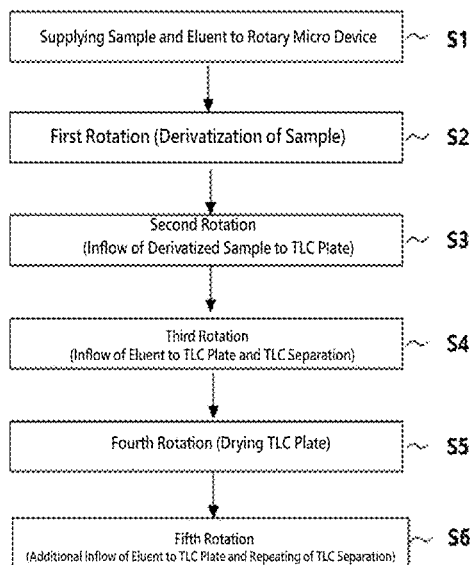 Supplying Sample and Eluent to Rotary Micro Device
S1
First Rotation (Derivatization of Sample)
S2
Second Rotation
(Inflow of Derivatized Sample to TLC Plate)
S3
Third Rotation
(Inflow of Eluent to TLC Plate and TLC Separation)
S4
Fourth Rotation (Drying TLC Plate)
S5
Fifth Rotation
(Additional Inflow of Eluent to TLC Plate and Repeating of TLC Separation)
S6